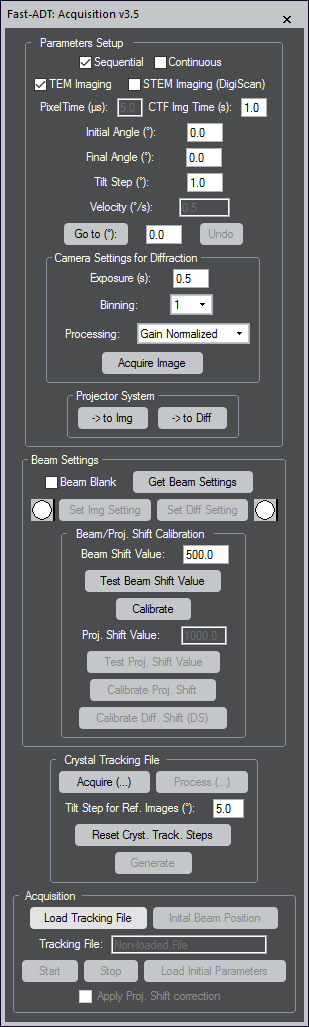 Fast-ADT: Acquisition v3.5
Parameters Setup
Sequential Continuous
TEM Imaging STEM Imaging (DigiScan)
PixelTime (µs): 5.0 CTF Img Time (s): 1.0
Initial Angle (°): 0.0
Final Angle (°): 0.0
Tilt Step (°): 1.0
Velocity (°/s): 0.5
Go to (°): 0.0 Undo
Camera Settings for Diffraction
Exposure (s): 0.5
Binning: 1
Processing: Gain Normalized
Acquire Image
Projector System
-> to Img -> to Diff
Beam Settings
Beam Blank Get Beam Settings
Set Img Setting Set Diff Setting
Beam/Proj. Shift Calibration
Beam Shift Value: 500.0
Test Beam Shift Value
Calibrate
Proj. Shift Value: 1000.0
Test Proj. Shift Value
Calibrate Proj. Shift
Calibrate Diff. Shift (DS)
Crystal Tracking File
Acquire (...) Process (...)
Tilt Step for Ref. Images (°): 5.0
Reset Cryst. Track. Steps
Generate
Acquisition
Load Tracking File Inital Beam Position
Tracking File: Non-loaded File
Start Stop Load Initial Parameters
Apply Proj. Shift correction